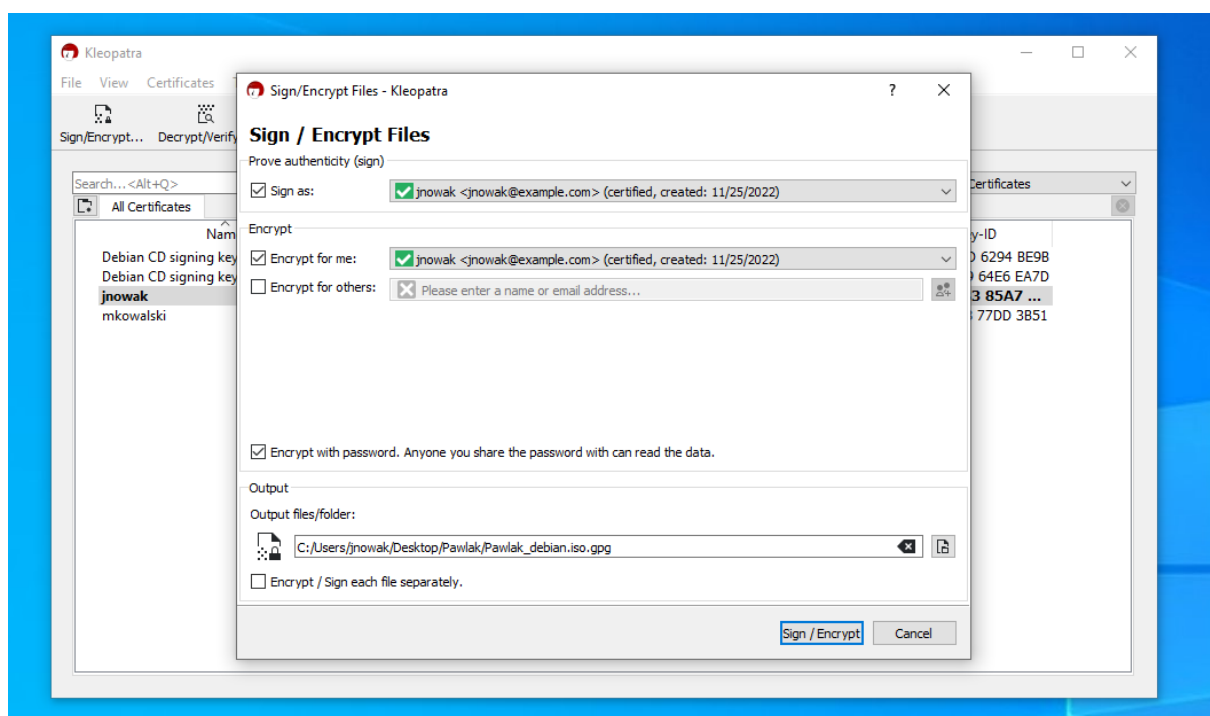 Kleopatra
File View Certificates
Sign/Encrypt... Decrypt/Verify
Search...<Alt+Q>
Certificates
All Certificates
Nam
y-ID
Debian CD signing key
6294 BE9B
Debian CD signing key
64E6 EA7D
jnowak
3 85A7 ...
mkowalski
77DD 3B51
Sign/Encrypt Files - Kleopatra
?
Sign / Encrypt Files
Prove authenticity (sign)
Sign as: jnowak <jnowak@example.com> (certified, created: 11/25/2022)
Encrypt
Encrypt for me: jnowak <jnowak@example.com> (certified, created: 11/25/2022)
Encrypt for others: Please enter a name or email address...
Encrypt with password. Anyone you share the password with can read the data.
Output
Output files/folder:
C:/Users/jnowak/Desktop/Pawlak/Pawlak_debian.iso.gpg
Encrypt / Sign each file separately.
Sign / Encrypt Cancel